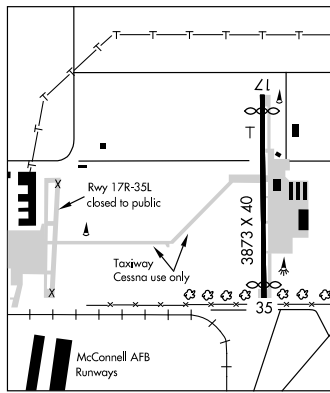 17
T
Rwy 17R-35L
closed to public
X
X
3873 X 40
Taxiway
Cessna use only
35
McConnell AFB
Runways